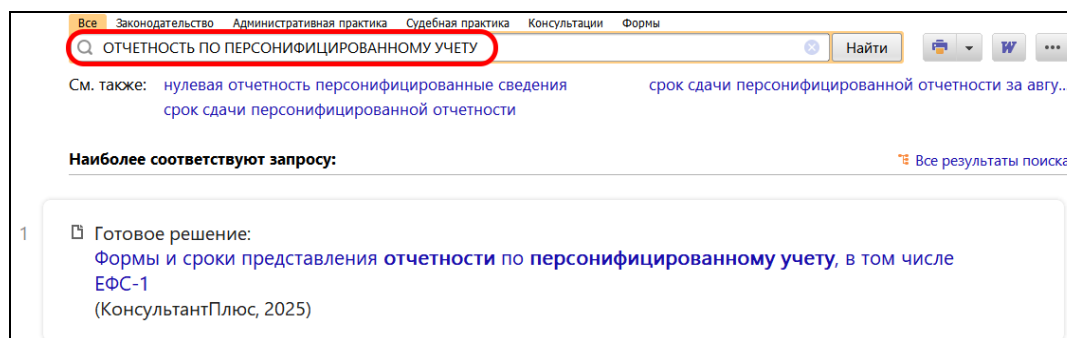 Все Законодательство Административная практика Судебная практика Консультации Формы
ОТЧЕТНОСТЬ ПО ПЕРСОНИФИЦИРОВАННОМУ УЧЕТУ Найти W
См. также: нулевая отчетность персонифицированные сведения срок сдачи персонифицированной отчетности за авгу...
срок сдачи персонифицированной отчетности
Наиболее соответствуют запросу: Все результаты поиска
1 Готовое решение:
Формы и сроки представления отчетности по персонифицированному учету, в том числе
ЕФС-1
(КонсультантПлюс, 2025)